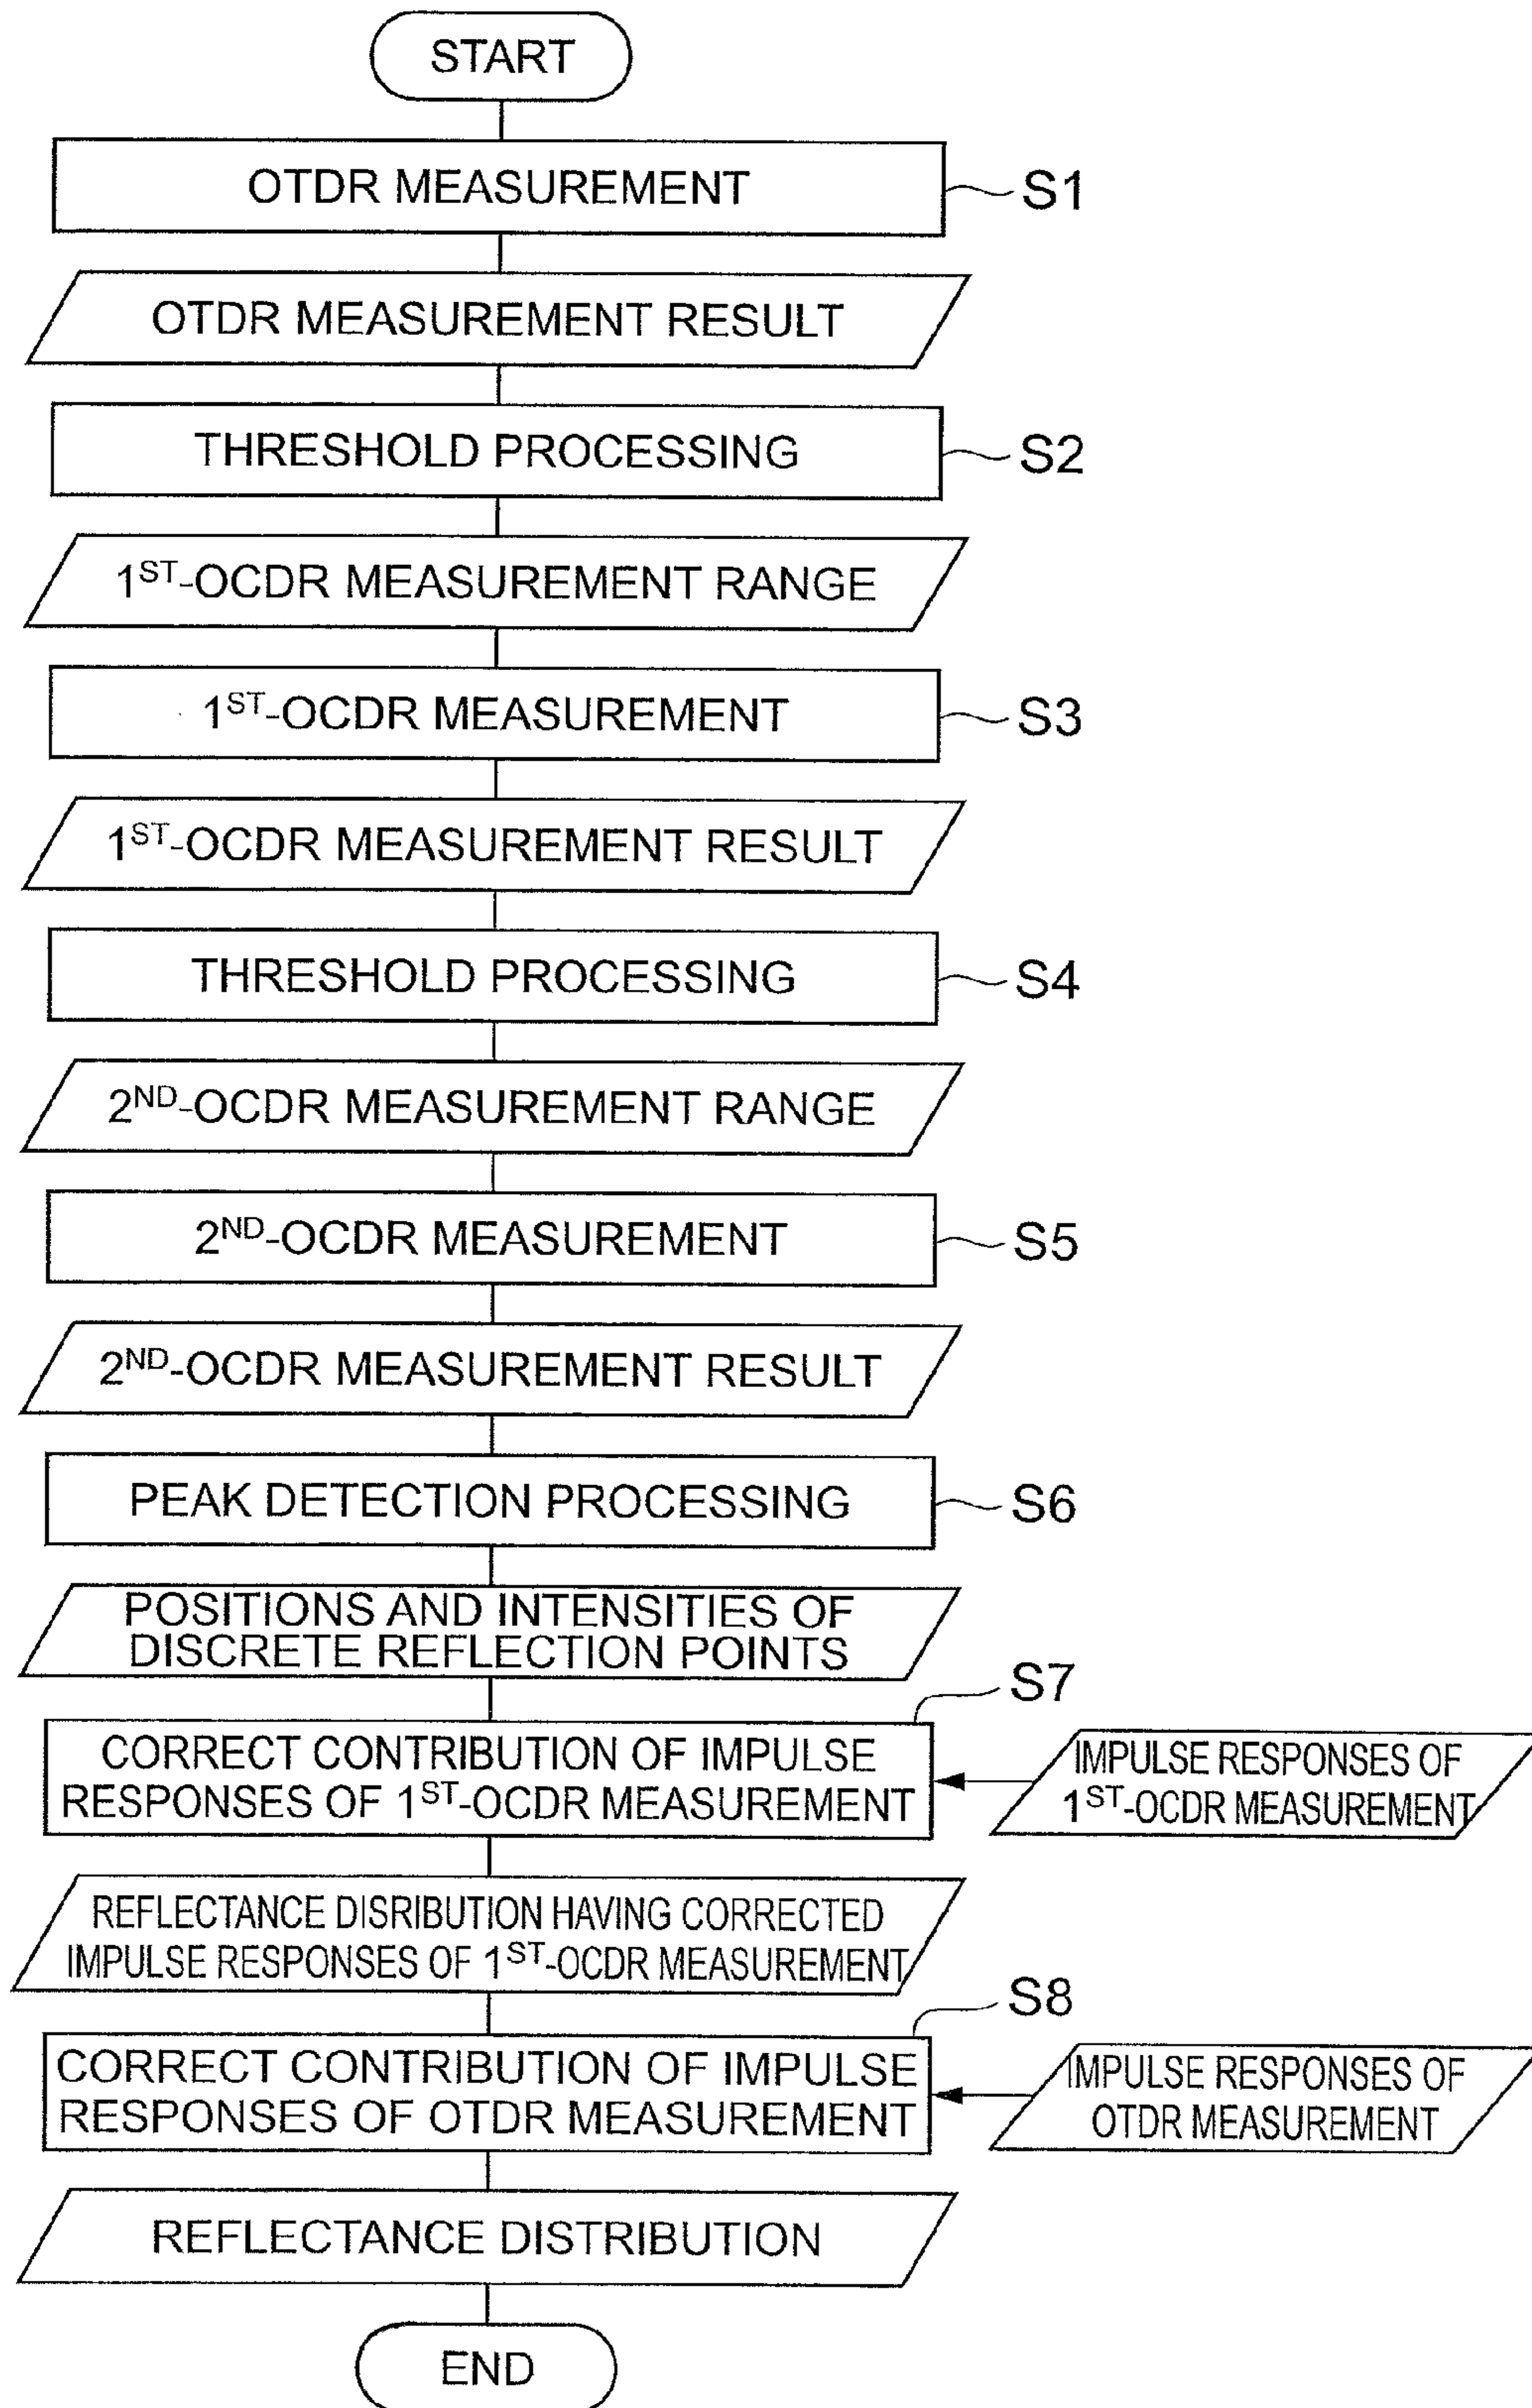 START
OTDR MEASUREMENT
S1
OTDR MEASUREMENT RESULT
THRESHOLD PROCESSING
S2
1ST-OCDR MEASUREMENT RANGE
1ST-OCDR MEASUREMENT
S3
1ST-OCDR MEASUREMENT RESULT
THRESHOLD PROCESSING
S4
2ND-OCDR MEASUREMENT RANGE
2ND-OCDR MEASUREMENT
S5
2ND-OCDR MEASUREMENT RESULT
PEAK DETECTION PROCESSING
S6
POSITIONS AND INTENSITIES OF
DISCRETE REFLECTION POINTS
S7
CORRECT CONTRIBUTION OF IMPULSE
RESPONSES OF 1ST-OCDR MEASUREMENT
IMPULSE RESPONSES OF
1ST-OCDR MEASUREMENT
REFLECTANCE DISRIBUTION HAVING CORRECTED
IMPULSE RESPONSES OF 1ST-OCDR MEASUREMENT
S8
CORRECT CONTRIBUTION OF IMPULSE
RESPONSES OF OTDR MEASUREMENT
IMPULSE RESPONSES OF
OTDR MEASUREMENT
REFLECTANCE DISTRIBUTION
END